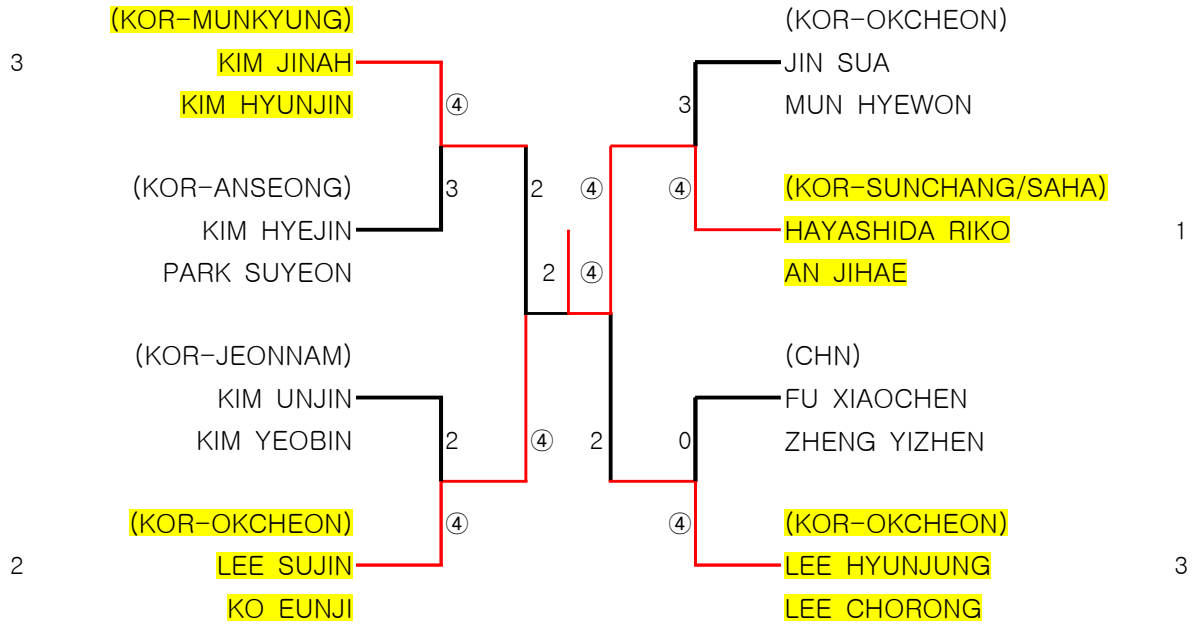 (KOR-MUNKYUNG)
3 KIM JINAH
KIM HYUNJIN ④
(KOR-ANSEONG) 3 2
KIM HYEJIN
PARK SUYEON 2
(KOR-JEONNAM)
KIM UNJIN
KIM YEOBIN 2 ④
(KOR-OKCHEON) ④
2 LEE SUJIN
KO EUNJI
(KOR-OKCHEON)
JIN SUA
3 MUN HYEWON
④ ④ (KOR-SUNCHANG/SAHA)
HAYASHIDA RIKO 1
④ AN JIHAE
(CHN)
FU XIAOCHEN
2 0 ZHENG YIZHEN
④ (KOR-OKCHEON)
LEE HYUNJUNG 3
LEE CHORONG